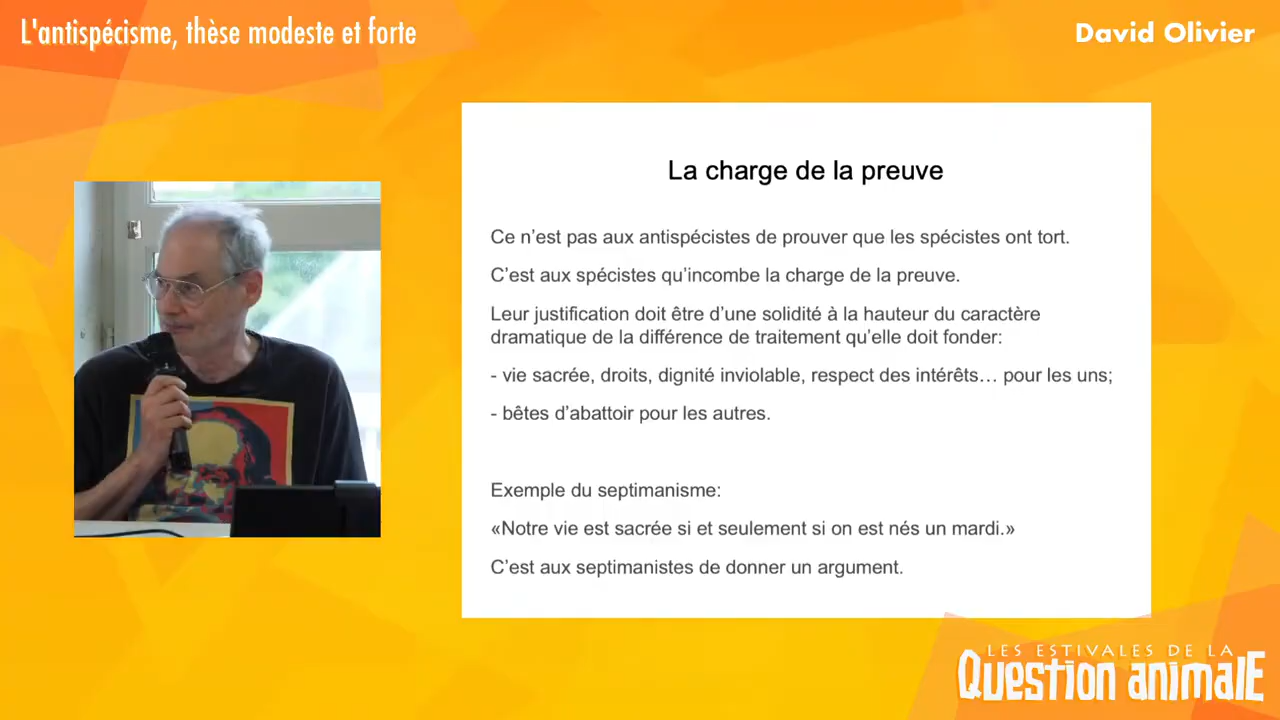 L'antispécisme, thèse modeste et forte
David Olivier
La charge de la preuve
Ce n’est pas aux antispécistes de prouver que les spécistes ont tort.
C’est aux spécistes qu’incombe la charge de la preuve.
Leur justification doit être d’une solidité à la hauteur du caractère
dramatique de la différence de traitement qu’elle doit fonder:
- vie sacrée, droits, dignité inviolable, respect des intérêts… pour les uns;
- bêtes d’abattoir pour les autres.
Exemple du septimanisme:
«Notre vie est sacrée si et seulement si on est nés un mardi.»
C’est aux septimanistes de donner un argument.
LES ESTIVALES DE LA
QUESTION ANIMALE